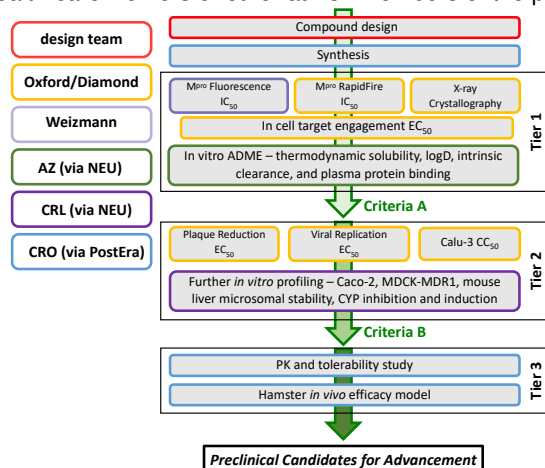 design team
Oxford/Diamond
Weizmann
AZ (via NEU)
CRL (via NEU)
CRO (via PostEra)
Compound design
Synthesis
Mpro Fluorescence
IC50
Mpro RapidFire
IC50
X-ray
Crystallography
In cell target engagement EC50
In vitro ADME – thermodynamic solubility, logD, intrinsic
clearance, and plasma protein binding
Tier 1
Criteria A
Plaque Reduction
EC50
Viral Replication
EC50
Calu-3 CC50
Further in vitro profiling – Caco-2, MDCK-MDR1, mouse
liver microsomal stability, CYP inhibition and induction
Tier 2
Criteria B
PK and tolerability study
Hamster in vivo efficacy model
Tier 3
Preclinical Candidates for Advancement